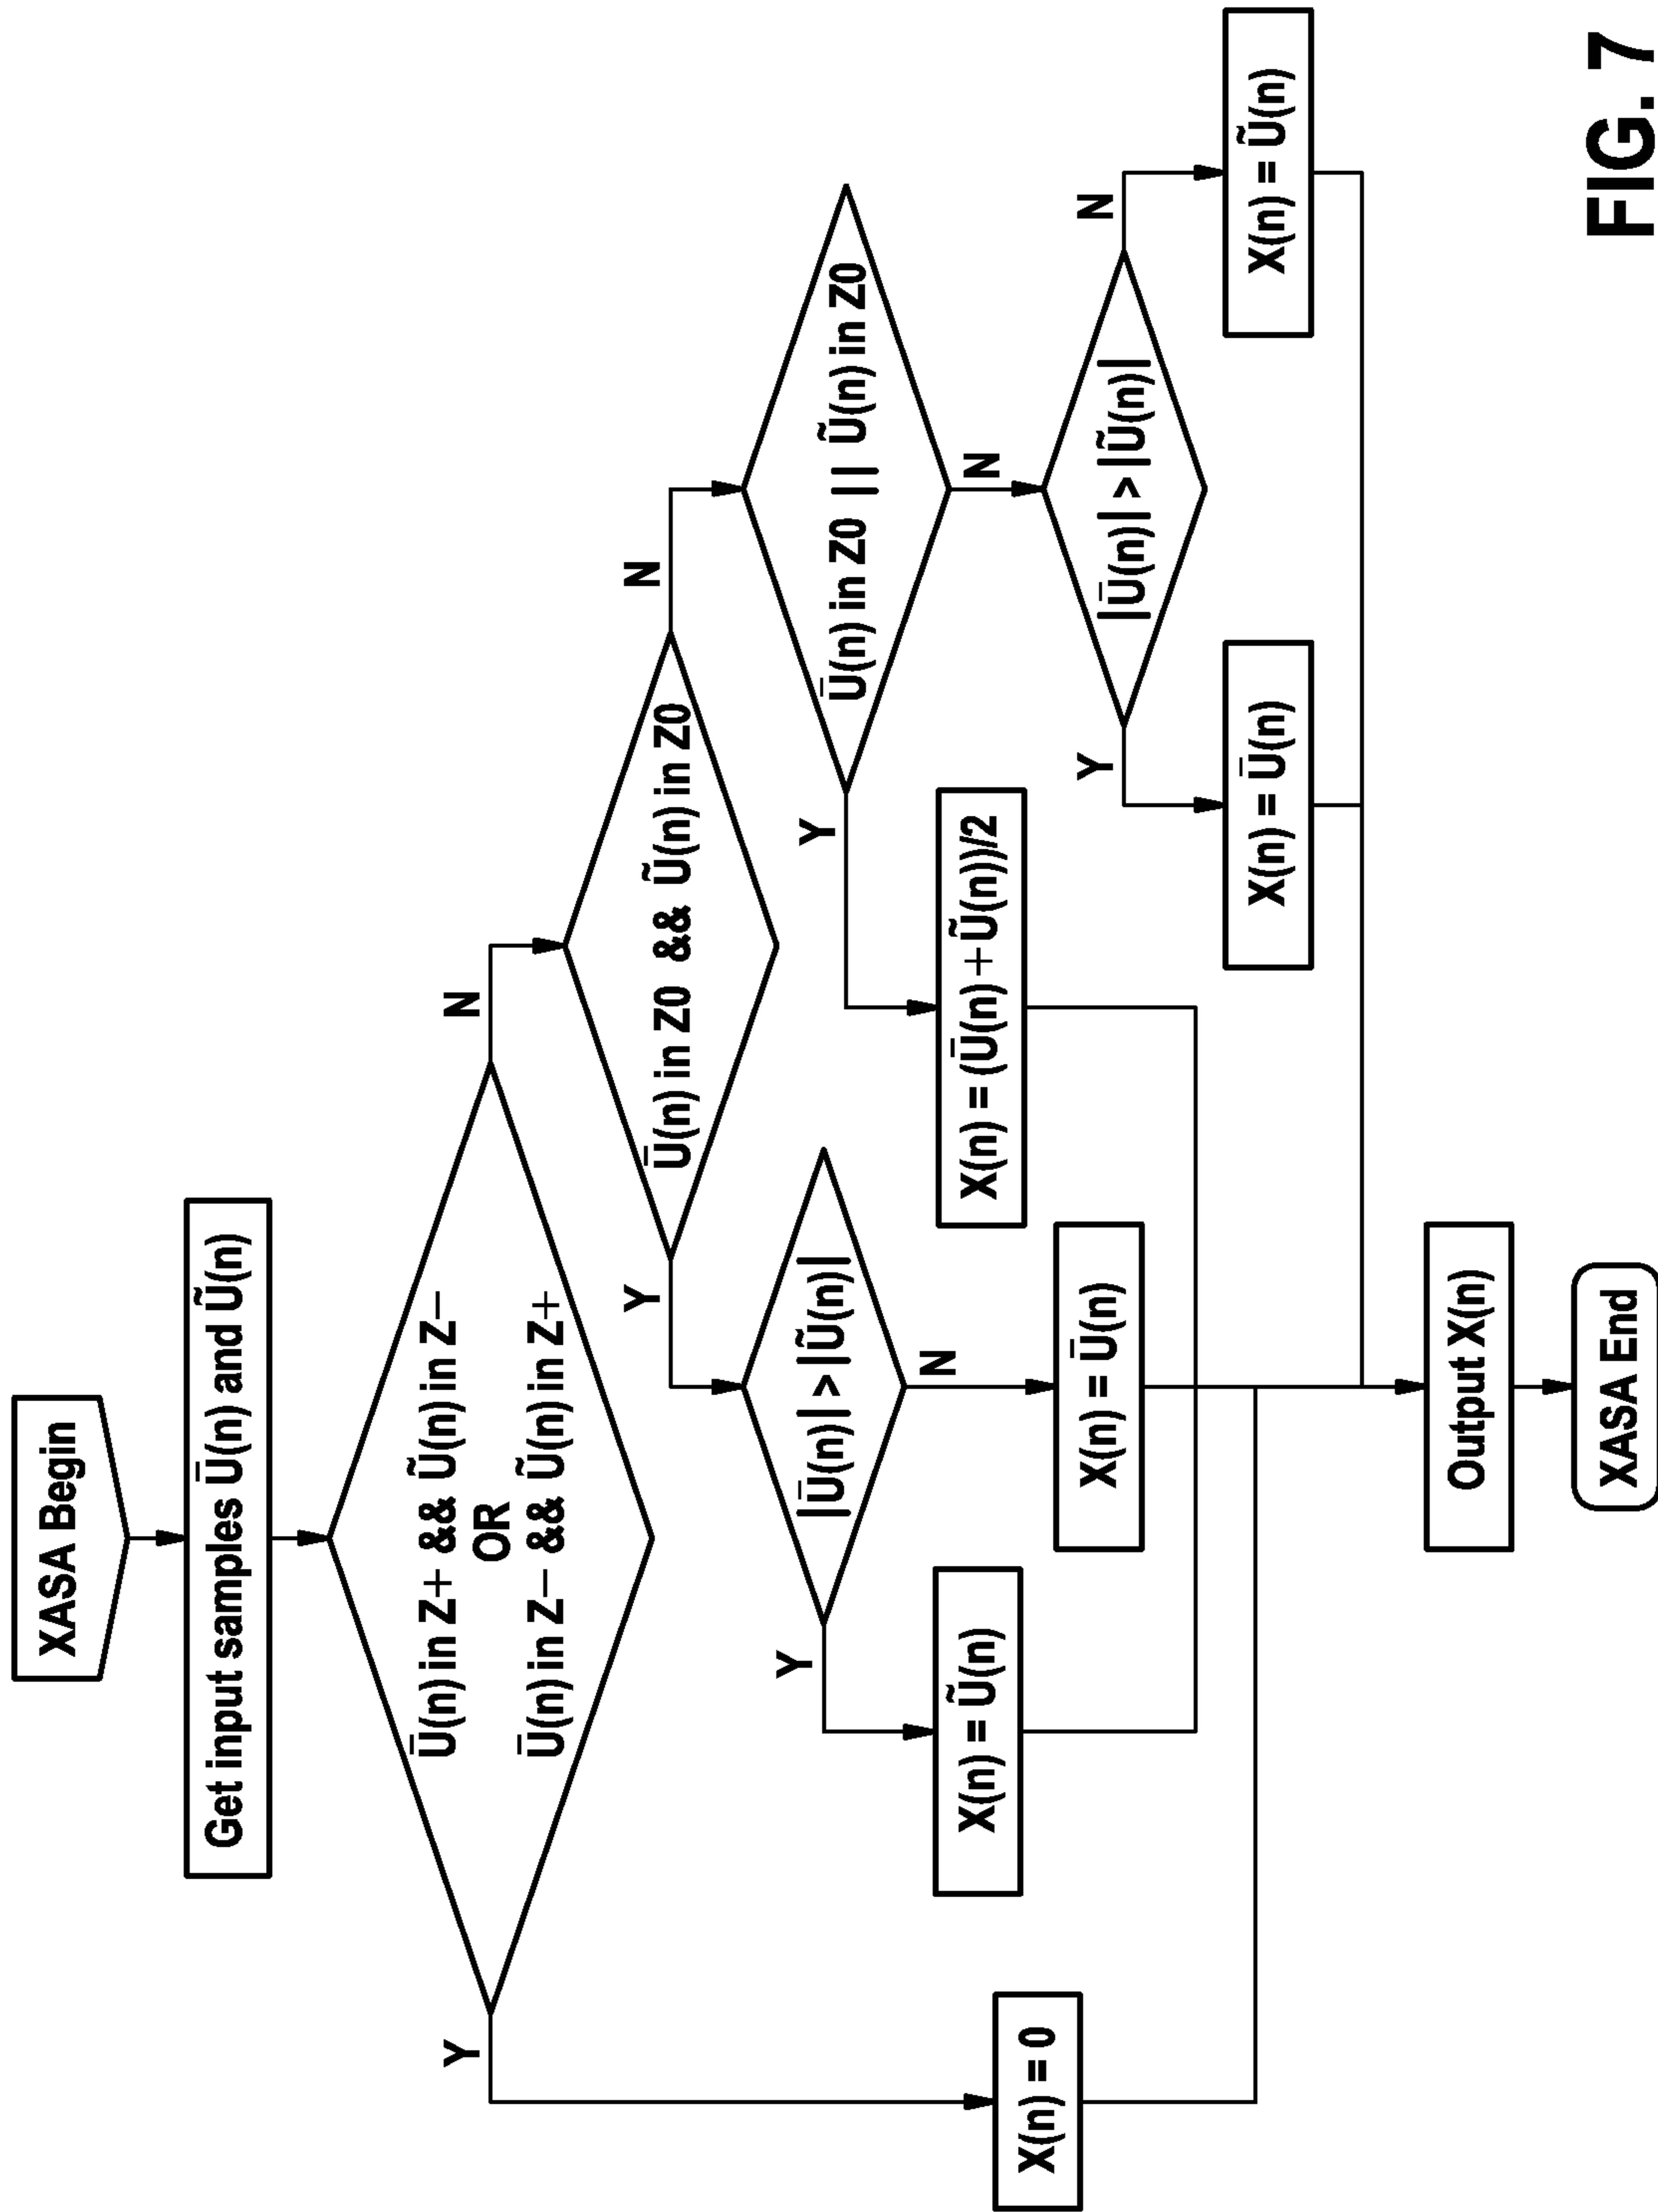 XASA Begin
Get input samples Ū(n) and Ũ(n)
Ū(n) in Z+ && Ũ(n) in Z−
OR
Ū(n) in Z− && Ũ(n) in Z+
Y
N
Ū(n) in Z0 && Ũ(n) in Z0
Y
N
|Ū(n)| > |Ũ(n)|
Ū(n) in Z0 || Ũ(n) in Z0
Y
N
Y
N
X(n) = 0
X(n) = Ũ(n)
X(n) = Ū(n)
X(n) = (Ū(n) + Ũ(n))/2
|Ū(n)| > |Ũ(n)|
Y
N
X(n) = Ū(n)
X(n) = Ũ(n)
Output X(n)
XASA End
FIG. 7